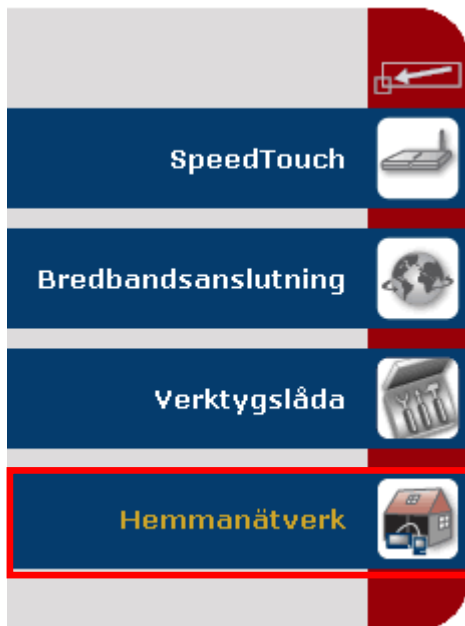 SpeedTouch
Bredbandsanslutning
Verktygslåda
Hemmanätverk